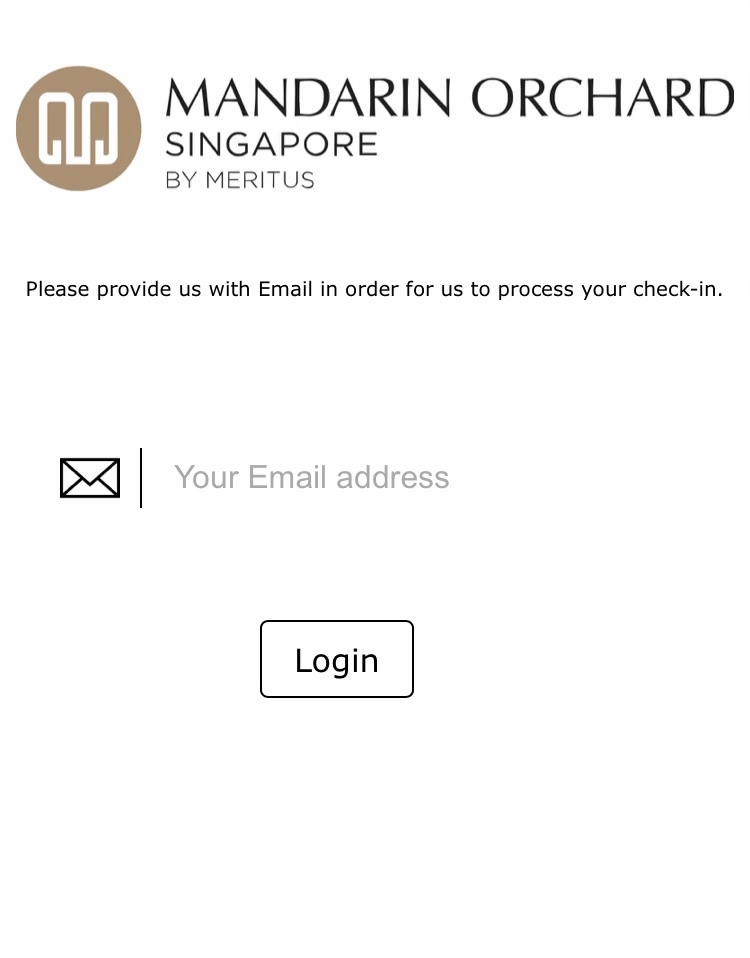 MANDARIN ORCHARD
SINGAPORE
BY MERITUS
Please provide us with Email in order for us to process your check-in.
Your Email address
Login